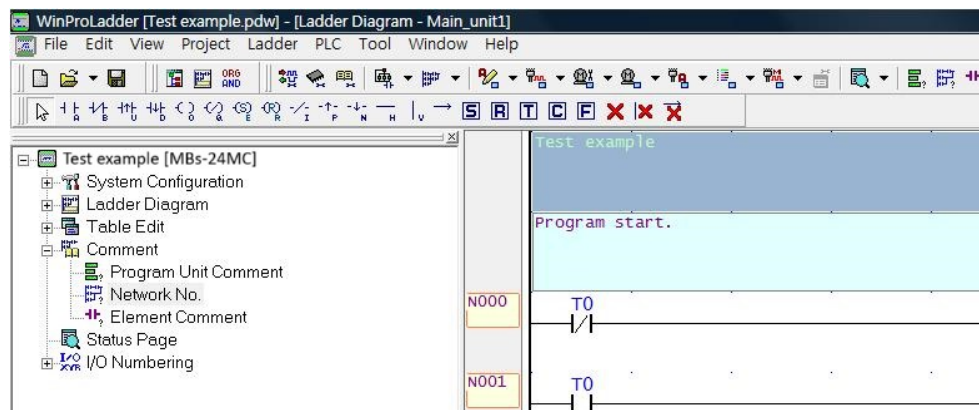 WinProLadder [Test example.pdw] - [Ladder Diagram - Main_unit1]
File Edit View Project Ladder PLC Tool Window Help
ORG
AND
A B U D E R P N H V S R T C F
Test example [MBs-24MC]
System Configuration
Ladder Diagram
Table Edit
Comment
Program Unit Comment
Network No.
Element Comment
Status Page
I/O Numbering
Test example
Program start.
N000
T0
N001
T0